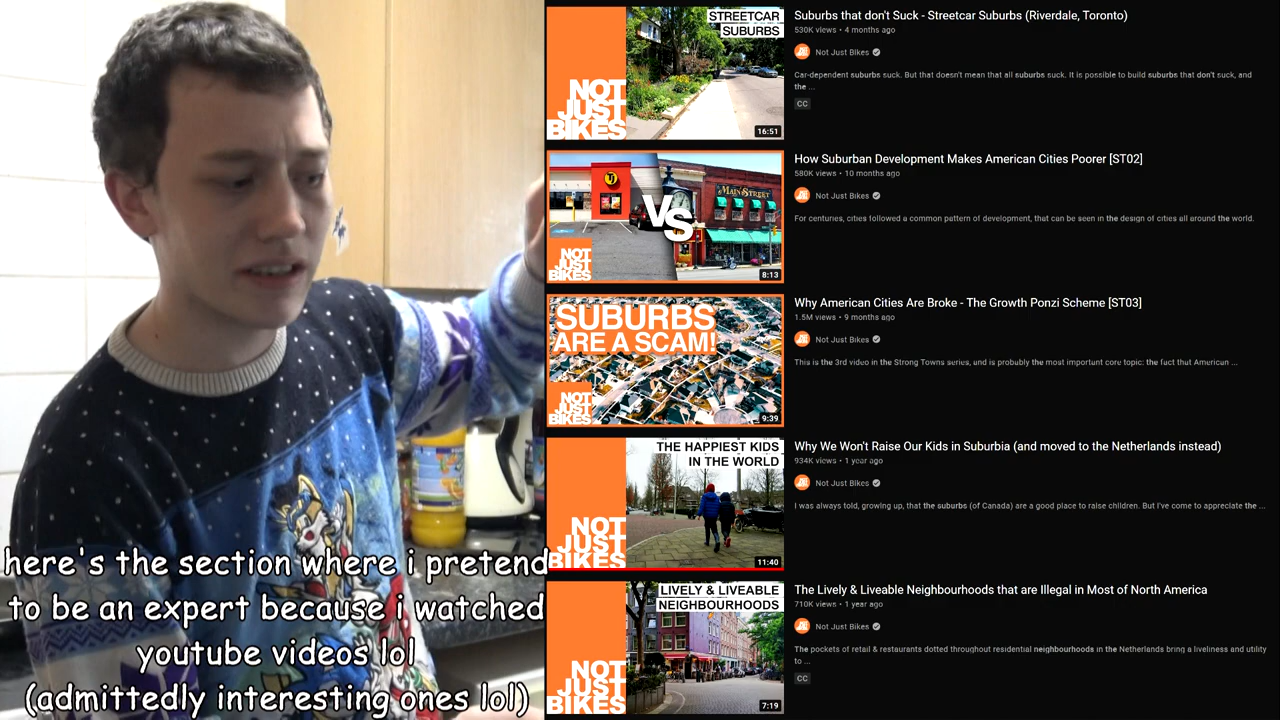 here's the section where i pretend
to be an expert because i watched
youtube videos lol
(admittedly interesting ones lol)
STREETCAR
SUBURBS
NOT
JUST
BIKES
16:51
Suburbs that don't Suck - Streetcar Suburbs (Riverdale, Toronto)
530K views • 4 months ago
Not Just Bikes
Car-dependent suburbs suck. But that doesn't mean that all suburbs suck. It is possible to build suburbs that don't suck, and
the ...
CC
MAIN STREET
VS
NOT
JUST
BIKES
8:13
How Suburban Development Makes American Cities Poorer [ST02]
580K views • 10 months ago
Not Just Bikes
For centuries, cities followed a common pattern of development, that can be seen in the design of cities all around the world.
SUBURBS
ARE A SCAM!
NOT
JUST
BIKES
9:39
Why American Cities Are Broke - The Growth Ponzi Scheme [ST03]
1.5M views • 9 months ago
Not Just Bikes
This is the 3rd video in the Strong Towns series, and is probably the most important core topic: the fact that American ...
THE HAPPIEST KIDS
IN THE WORLD
NOT
JUST
BIKES
11:40
Why We Won't Raise Our Kids in Suburbia (and moved to the Netherlands instead)
934K views • 1 year ago
Not Just Bikes
I was always told, growing up, that the suburbs (of Canada) are a good place to raise children. But I've come to appreciate the ...
LIVELY & LIVEABLE
NEIGHBOURHOODS
NOT
JUST
BIKES
7:19
The Lively & Liveable Neighbourhoods that are Illegal in Most of North America
710K views • 1 year ago
Not Just Bikes
The pockets of retail & restaurants dotted throughout residential neighbourhoods in the Netherlands bring a liveliness and utility
to ...
CC